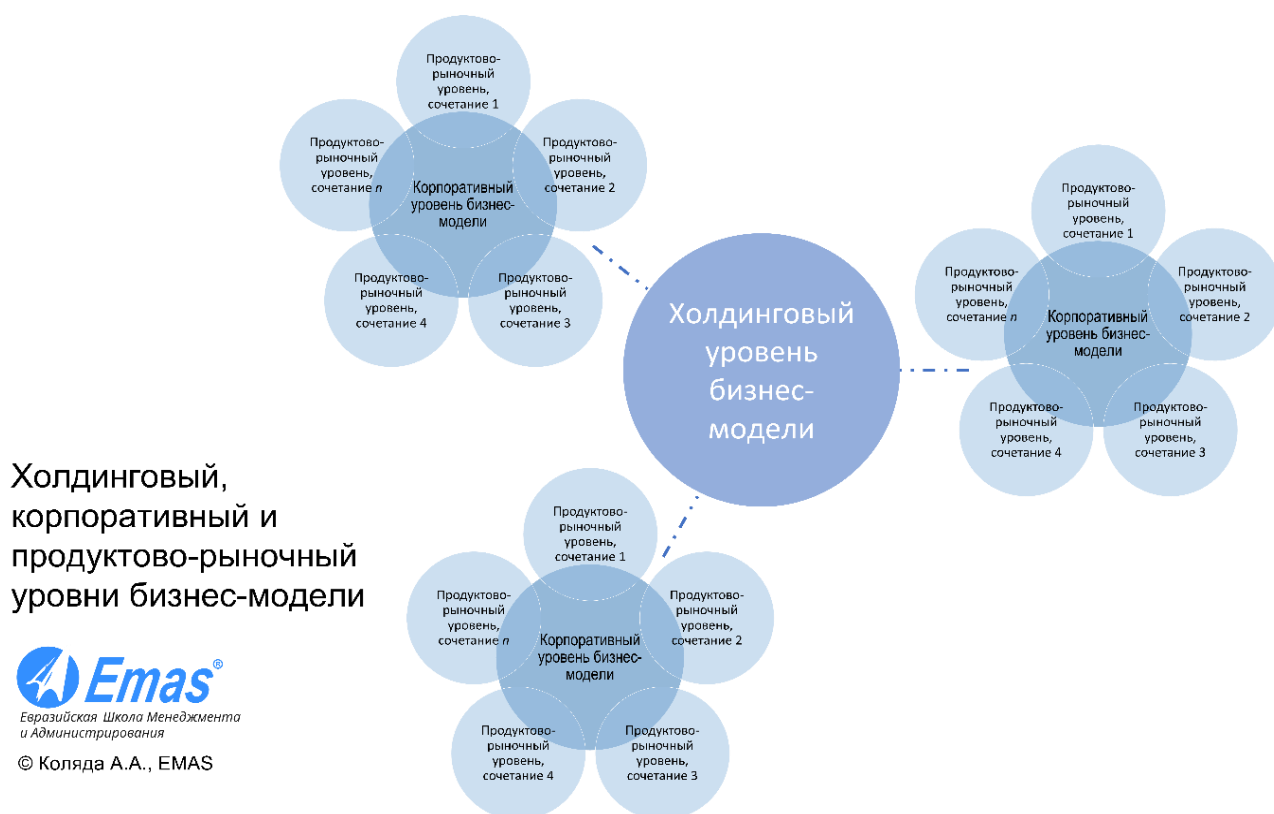 Продуктово-
рыночный
уровень,
сочетание 1
Продуктово-
рыночный
уровень,
сочетание n
Продуктово-
рыночный
уровень,
сочетание 2
Корпоративный
уровень бизнес-
модели
Продуктово-
рыночный
уровень,
сочетание 4
Продуктово-
рыночный
уровень,
сочетание 3
Продуктово-
рыночный
уровень,
сочетание 1
Продуктово-
рыночный
уровень,
сочетание n
Продуктово-
рыночный
уровень,
сочетание 2
Корпоративный
уровень бизнес-
модели
Продуктово-
рыночный
уровень,
сочетание 4
Продуктово-
рыночный
уровень,
сочетание 3
Холдинговый
уровень
бизнес-
модели
Продуктово-
рыночный
уровень,
сочетание 1
Продуктово-
рыночный
уровень,
сочетание n
Продуктово-
рыночный
уровень,
сочетание 2
Корпоративный
уровень бизнес-
модели
Продуктово-
рыночный
уровень,
сочетание 4
Продуктово-
рыночный
уровень,
сочетание 3
Холдинговый,
корпоративный и
продуктово-рыночный
уровни бизнес-модели
Emas®
Евразийская Школа Менеджмента
и Администрирования
© Коляда А.А., EMAS